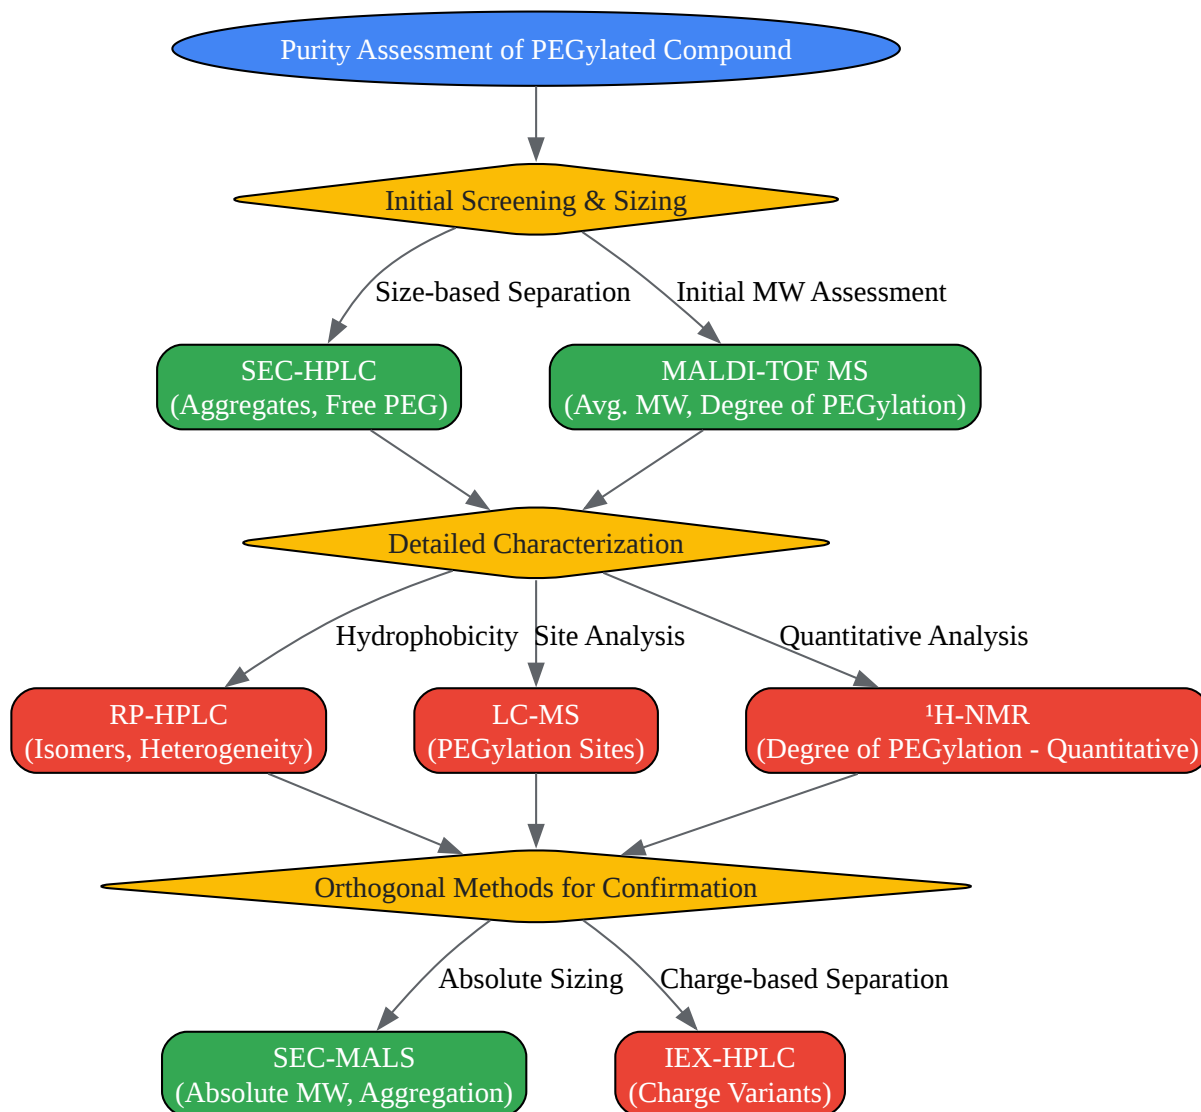 Purity Assessment of PEGylated Compound
Initial Screening & Sizing
Size-based Separation
Initial MW Assessment
SEC-HPLC
(Aggregates, Free PEG)
MALDI-TOF MS
(Avg. MW, Degree of PEGylation)
Detailed Characterization
Hydrophobicity
Site Analysis
Quantitative Analysis
RP-HPLC
(Isomers, Heterogeneity)
LC-MS
(PEGylation Sites)
¹H-NMR
(Degree of PEGylation - Quantitative)
Orthogonal Methods for Confirmation
Absolute Sizing
Charge-based Separation
SEC-MALS
(Absolute MW, Aggregation)
IEX-HPLC
(Charge Variants)